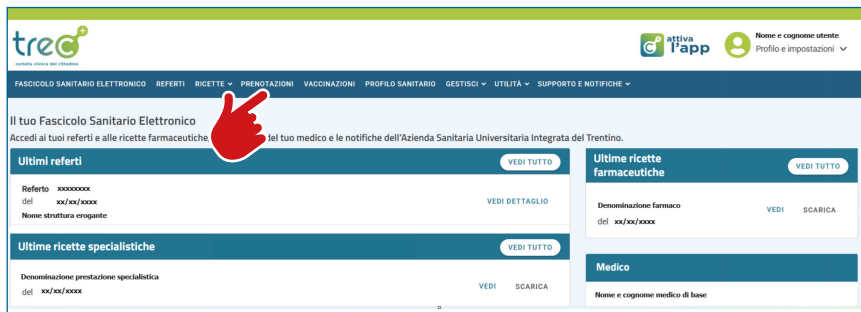 trec+
cartella clinica del cittadino
attiva
l'app
Nome e cognome utente
Profilo e impostazioni
FASCICOLO SANITARIO ELETTRONICO REFERTI RICETTE PRENOTAZIONI VACCINAZIONI PROFILO SANITARIO GESTISCI UTILITÀ SUPPORTO E NOTIFICHE
Il tuo Fascicolo Sanitario Elettronico
Accedi ai tuoi referti e alle ricette farmaceutiche, del tuo medico e le notifiche dell'Azienda Sanitaria Universitaria Integrata del Trentino.
Ultimi referti VEDI TUTTO
Referto xxxxxxxx
del xx/xx/xxxx VEDI DETTAGLIO
Nome struttura erogante
Ultime ricette specialistiche VEDI TUTTO
Denominazione prestazione specialistica
del xx/xx/xxxx VEDI SCARICA
Ultime ricette
farmaceutiche VEDI TUTTO
Denominazione farmaco
del xx/xx/xxxx VEDI SCARICA
Medico
Nome e cognome medico di base